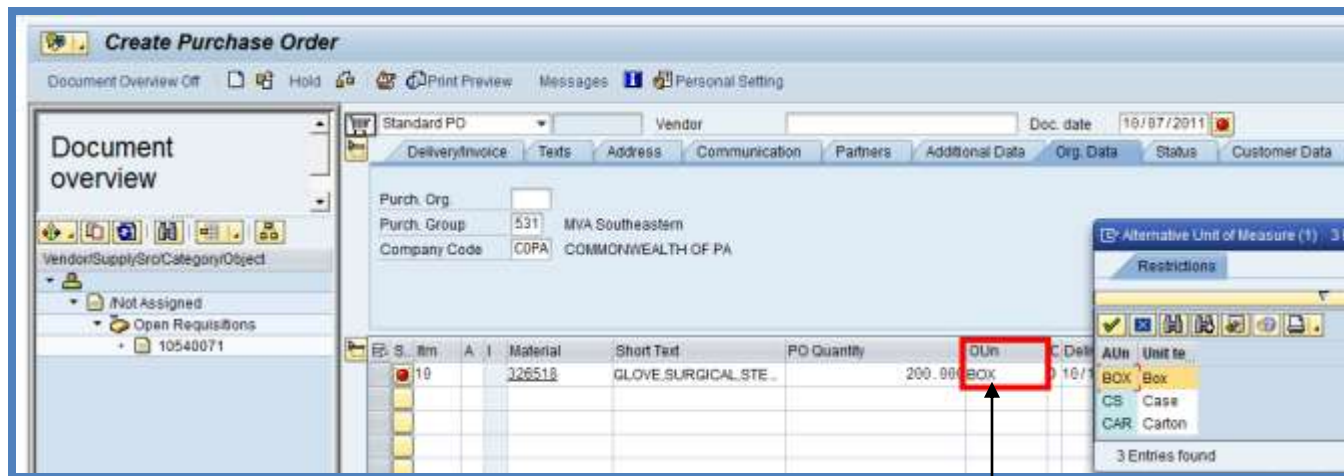 Create Purchase Order
Document Overview Off Hold Print Preview Messages Personal Setting
Document overview
Vendor/SupplySrc/Category/Object
/Not Assigned
Open Requisitions
10540071
Standard PO Vendor Doc. date 10/07/2011
Delivery/Invoice Texts Address Communication Partners Additional Data Org. Data Status Customer Data
Purch. Org.
Purch. Group 531 MVA Southeastern
Company Code COPA COMMONWEALTH OF PA
S.. Itm A I Material Short Text PO Quantity OUn C
10 326518 GLOVE,SURGICAL,STE... BOX
Alternative Unit of Measure (1)
Restrictions
AUn Unit te...
BOX Box
CS Case
CAR Carton
3 Entries found